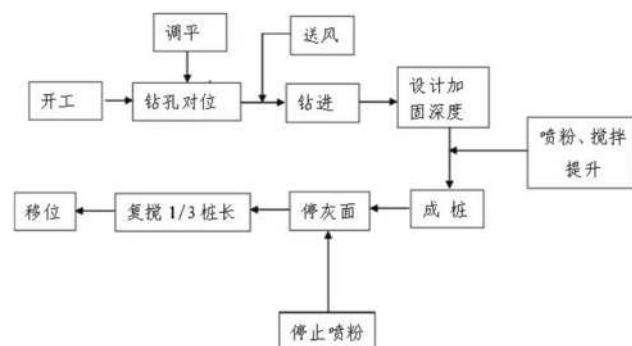 调平
送风
开工
钻孔对位
钻进
设计加
固深度
喷粉、搅拌
提升
移位
复搅1/3桩长
停灰面
成 桩
停止喷粉